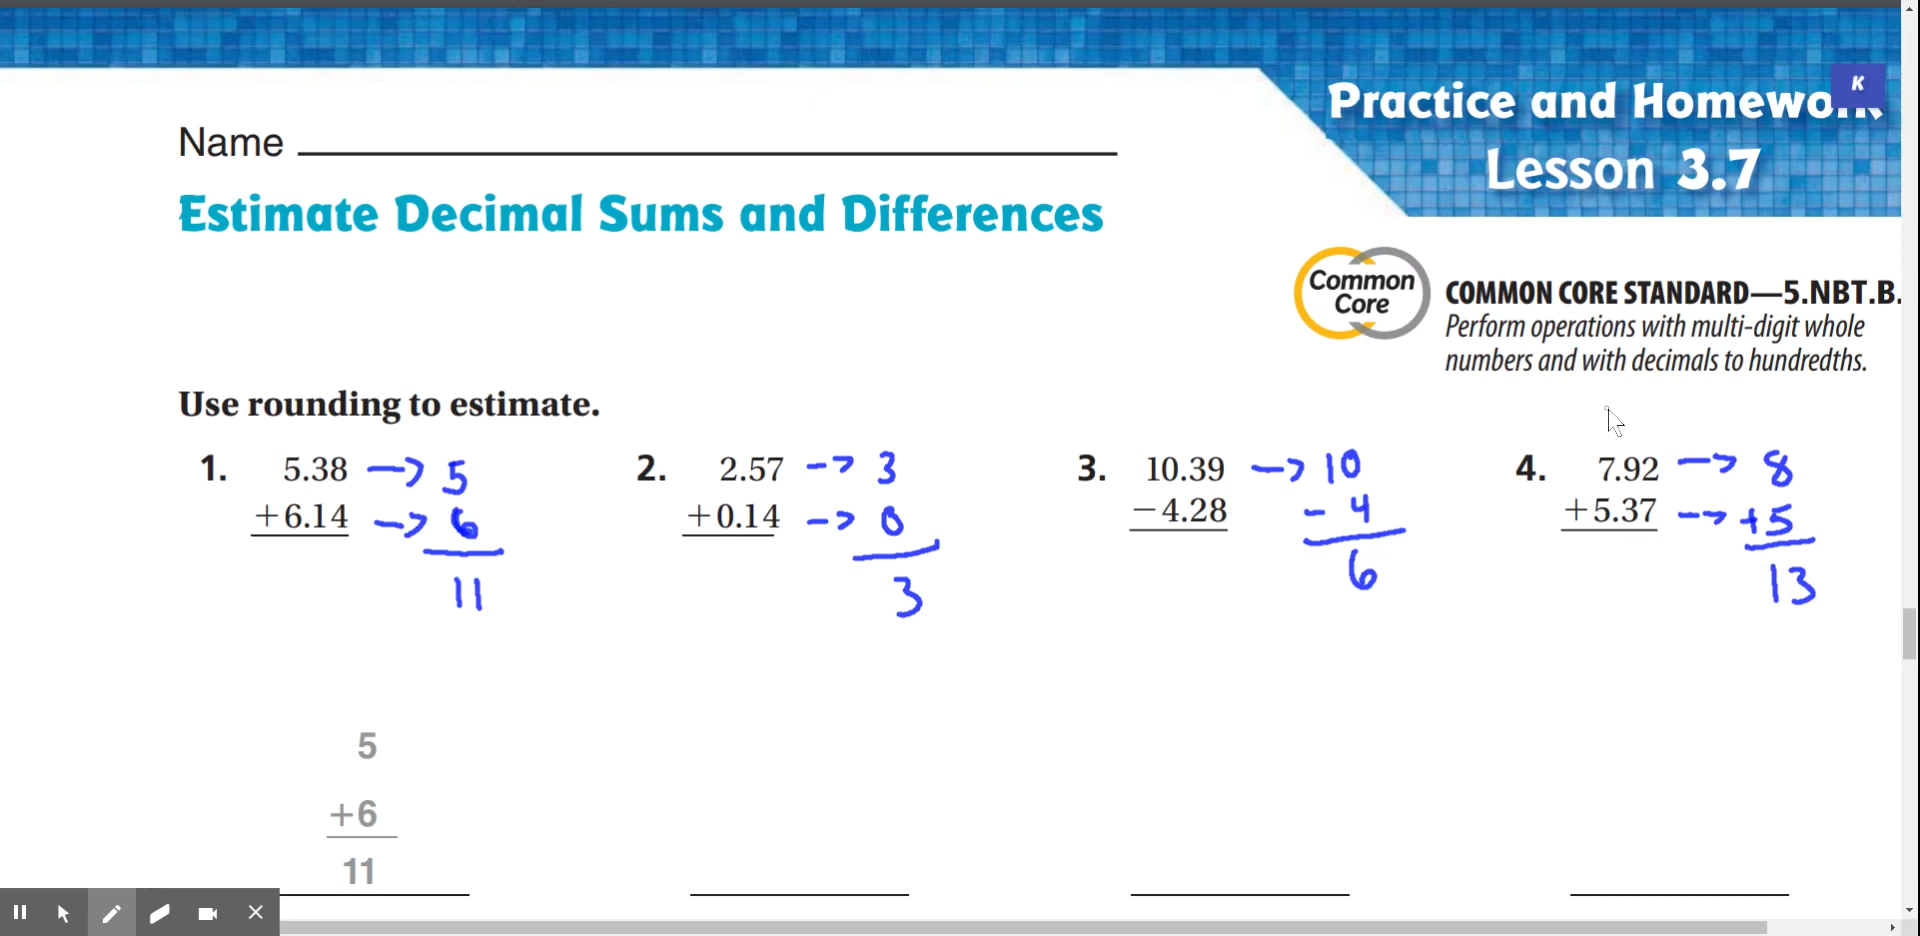 Practice and Homework
Lesson 3.7
K
Name
Estimate Decimal Sums and Differences
Common
Core
COMMON CORE STANDARD—5.NBT.B.
Perform operations with multi-digit whole
numbers and with decimals to hundredths.
Use rounding to estimate.
1. 5.38 → 5
+6.14 → 6
11
2. 2.57 → 3
+0.14 → 0
3
3. 10.39 → 10
−4.28 - 4
6
4. 7.92 → 8
+5.37 → +5
13
5
+6
11